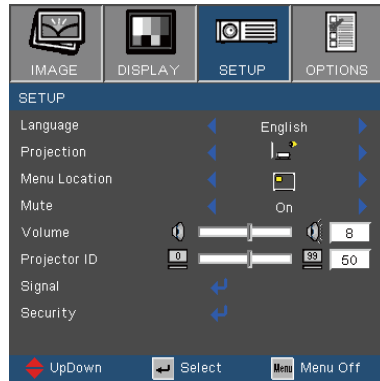 IMAGE DISPLAY SETUP OPTIONS
SETUP
Language English
Projection
Menu Location
Mute On
Volume 8
Projector ID 0 99 50
Signal
Security
UpDown Select Menu Menu Off